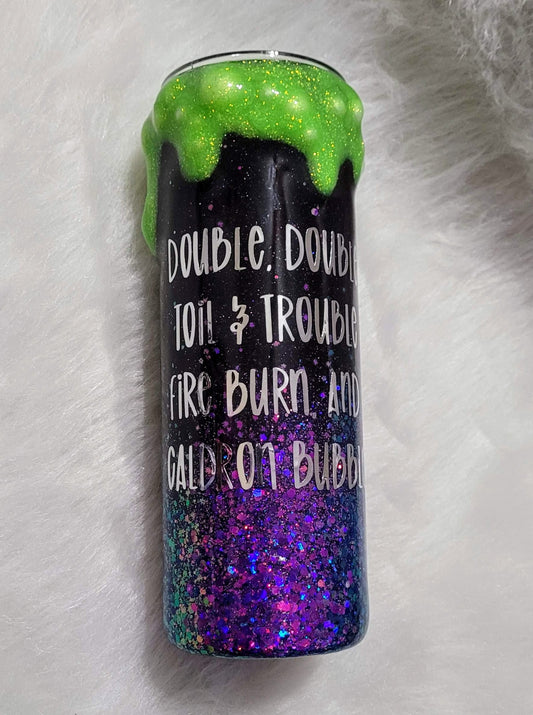 DOUBLE, DOUBLE
TOIL & TROUBLE
FIRE BURN, AND
CALDRON BUBBL